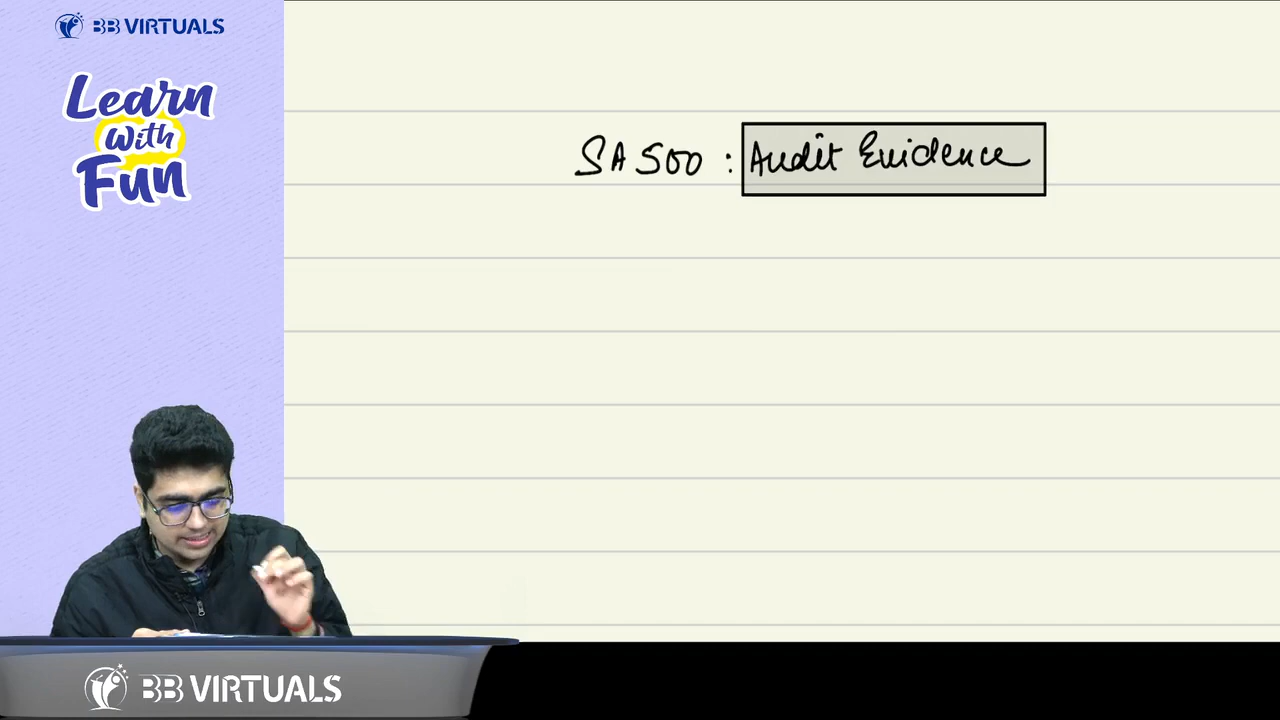 BB VIRTUALS
Learn
With
Fun
SA 500 : Audit Evidence
BB VIRTUALS